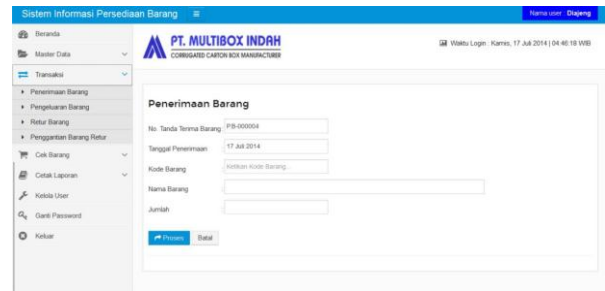 Sistem Informasi Persediaan Barang
Nama user Diajeng
Beranda
Master Data
Transaksi
Penerimaan Barang
Pengeluaran Barang
Retur Barang
Penggantian Barang Retur
Cek Barang
Cetak Laporan
Kelola User
Ganti Password
Keluar
PT. MULTIBOX INDAH
CORRUGATED CARTON BOX MANUFACTURER
Waktu Login : Kamis, 17 Juli 2014 | 04:46:18 WIB
Penerimaan Barang
No. Tanda Terima Barang PB-000004
Tanggal Penerimaan 17 Juli 2014
Kode Barang Ketikan Kode Barang...
Nama Barang
Jumlah
Proses Batal